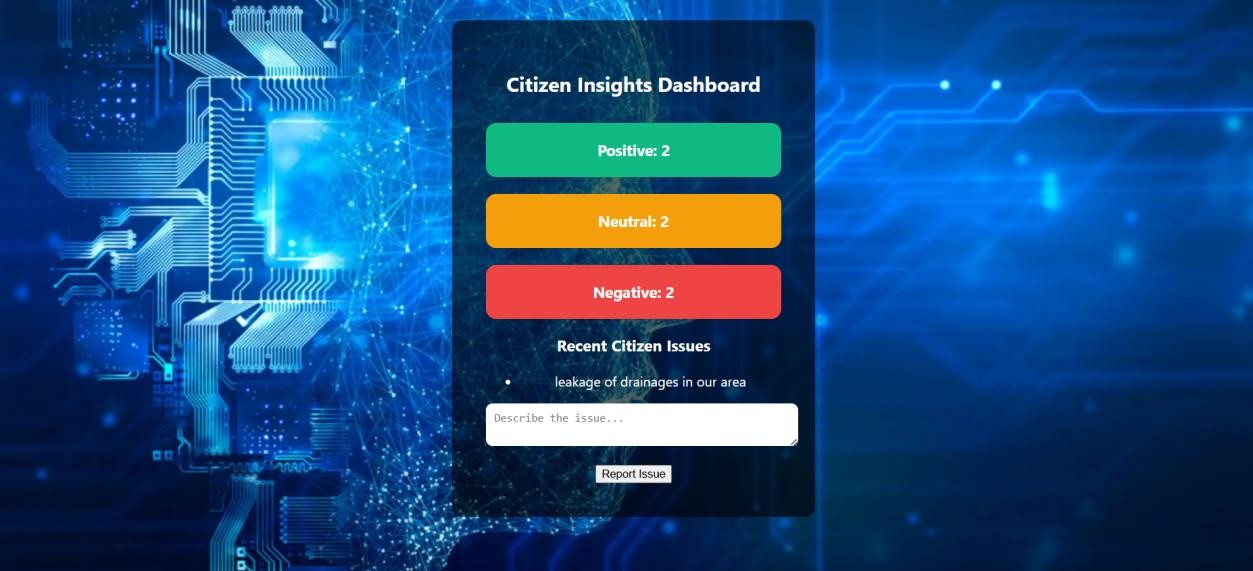 Citizen Insights Dashboard
Positive: 2
Neutral: 2
Negative: 2
Recent Citizen Issues
• leakage of drainages in our area
Describe the issue...
Report Issue